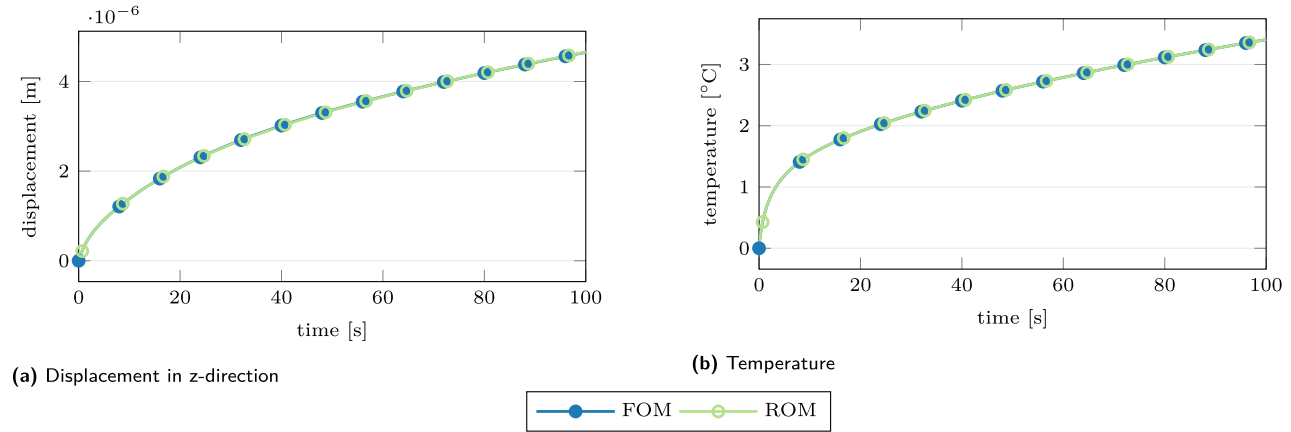 ·10⁻⁶
displacement [m]
4
2
0
0 20 40 60 80 100
time [s]
(a) Displacement in z-direction
temperature [°C]
3
2
1
0
0 20 40 60 80 100
time [s]
(b) Temperature
FOM ROM